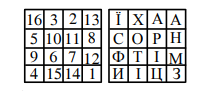 16 3 2 13 Ї Х А А
5 10 11 8 С О Р Н
9 6 7 12 Ф Т І М
4 15 14 1 И І Ц З